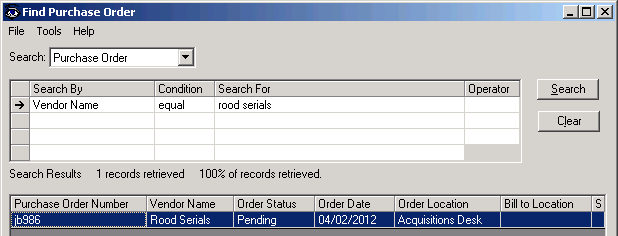 Find Purchase Order
File Tools Help
Search: Purchase Order
Search By Condition Search For Operator
Vendor Name equal rood serials
Search
Clear
Search Results 1 records retrieved 100% of records retrieved.
Purchase Order Number Vendor Name Order Status Order Date Order Location Bill to Location S
jb986 Rood Serials Pending 04/02/2012 Acquisitions Desk